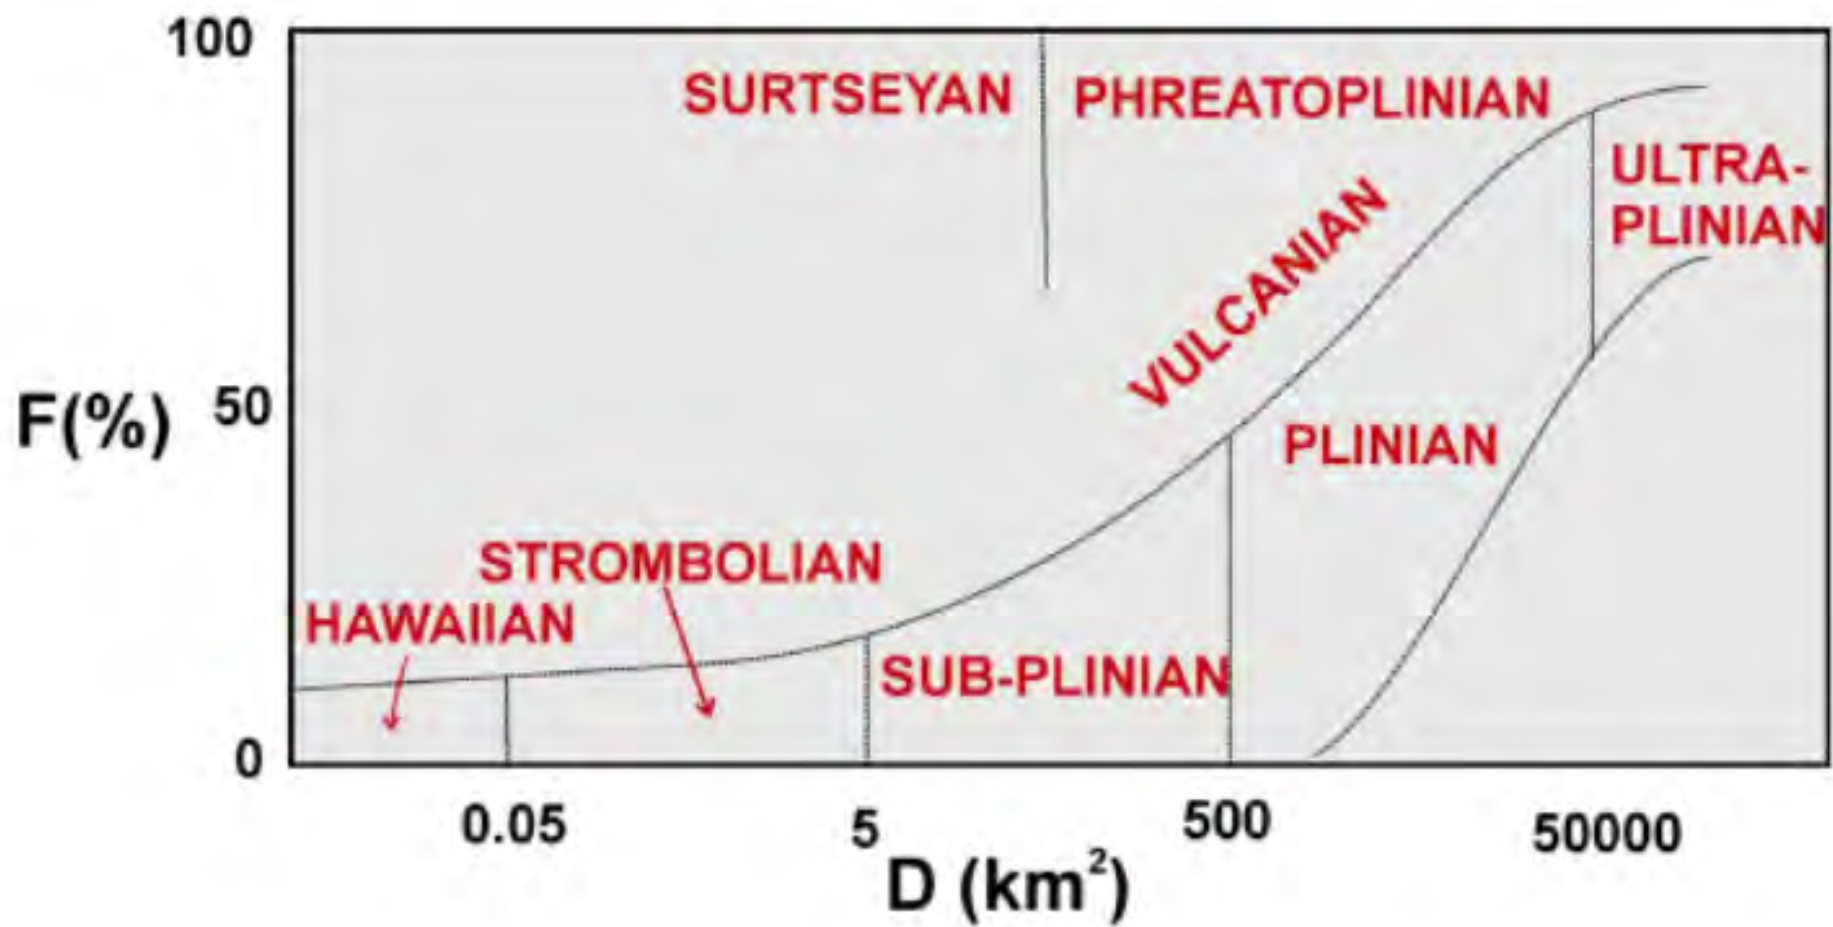 100
SURTSEYAN
PHREATOPLINIAN
ULTRA-
PLINIAN
VULCANIAN
F(%)
50
PLINIAN
STROMBOLIAN
HAWAIIAN
SUB-PLINIAN
0
0.05
5
500
50000
D (km²)